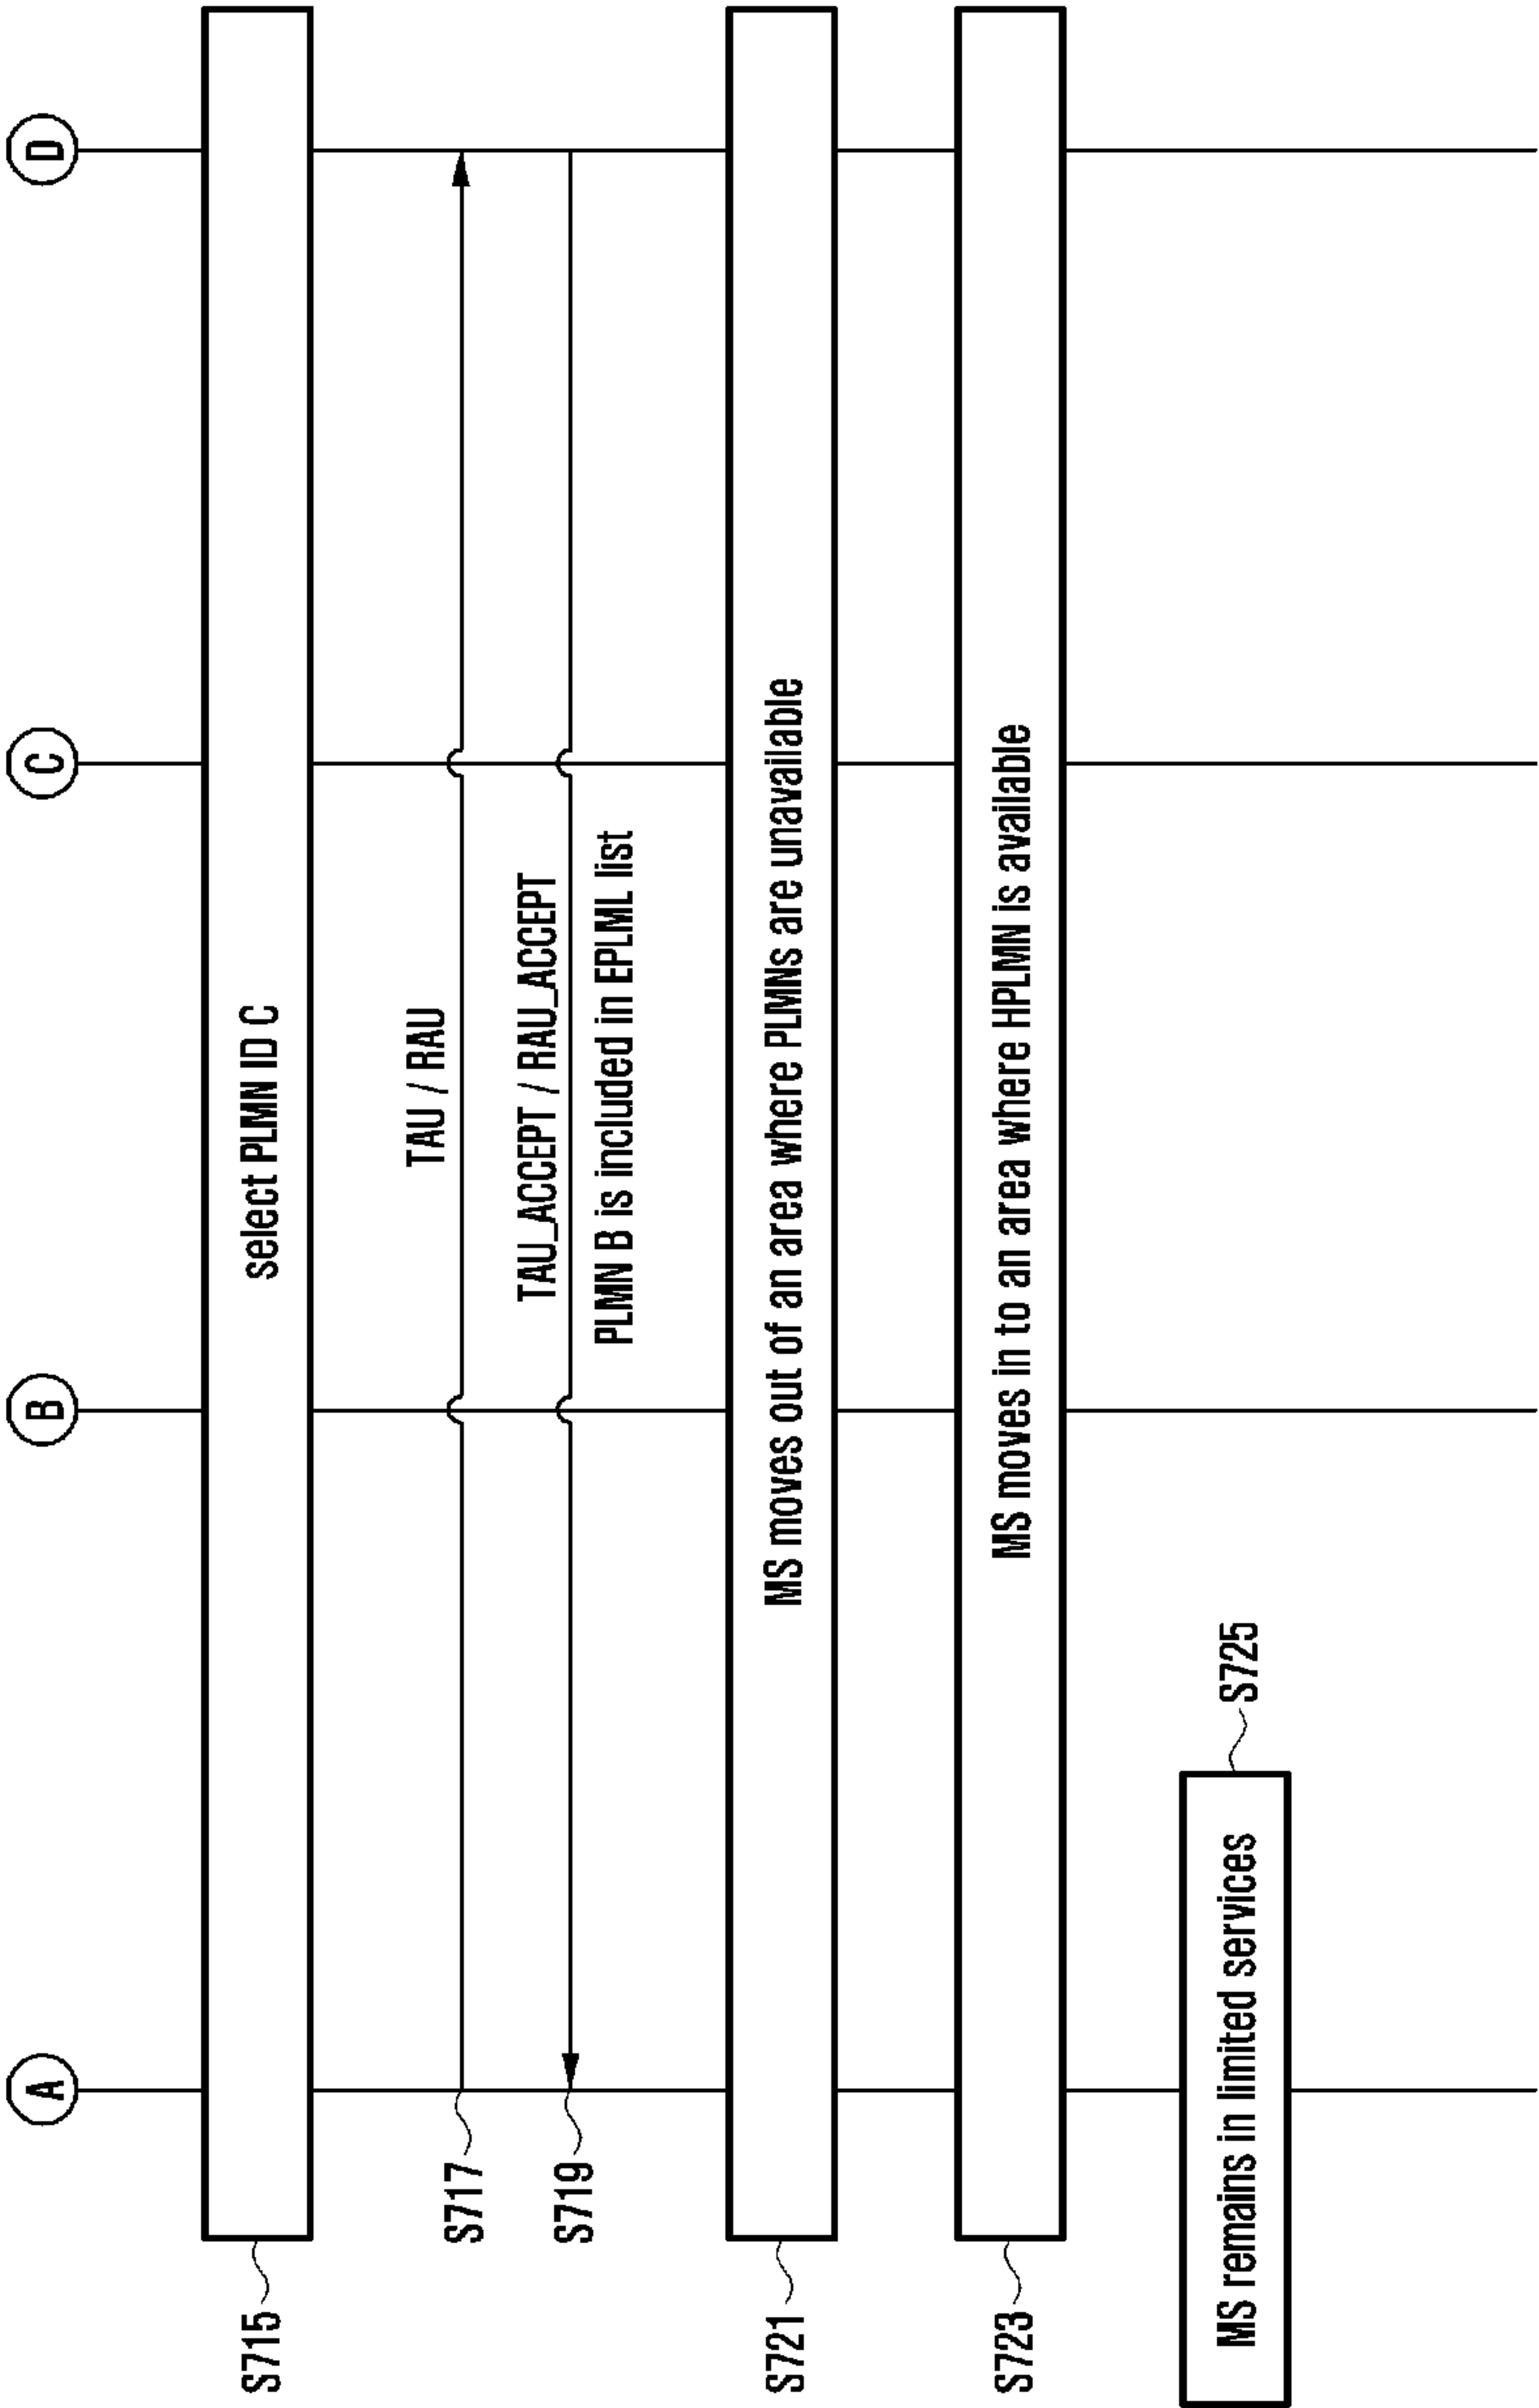 A
B
C
D
S715
select PLMN ID C
TAU / RAU
S717
TAU_ACCEPT / RAU_ACCEPT
S719
PLMN B is included in EPLML list
S721
MS moves out of an area where PLMNs are unavailable
S723
MS moves in to an area where HPLMN is available
MS remains in limited services
S725